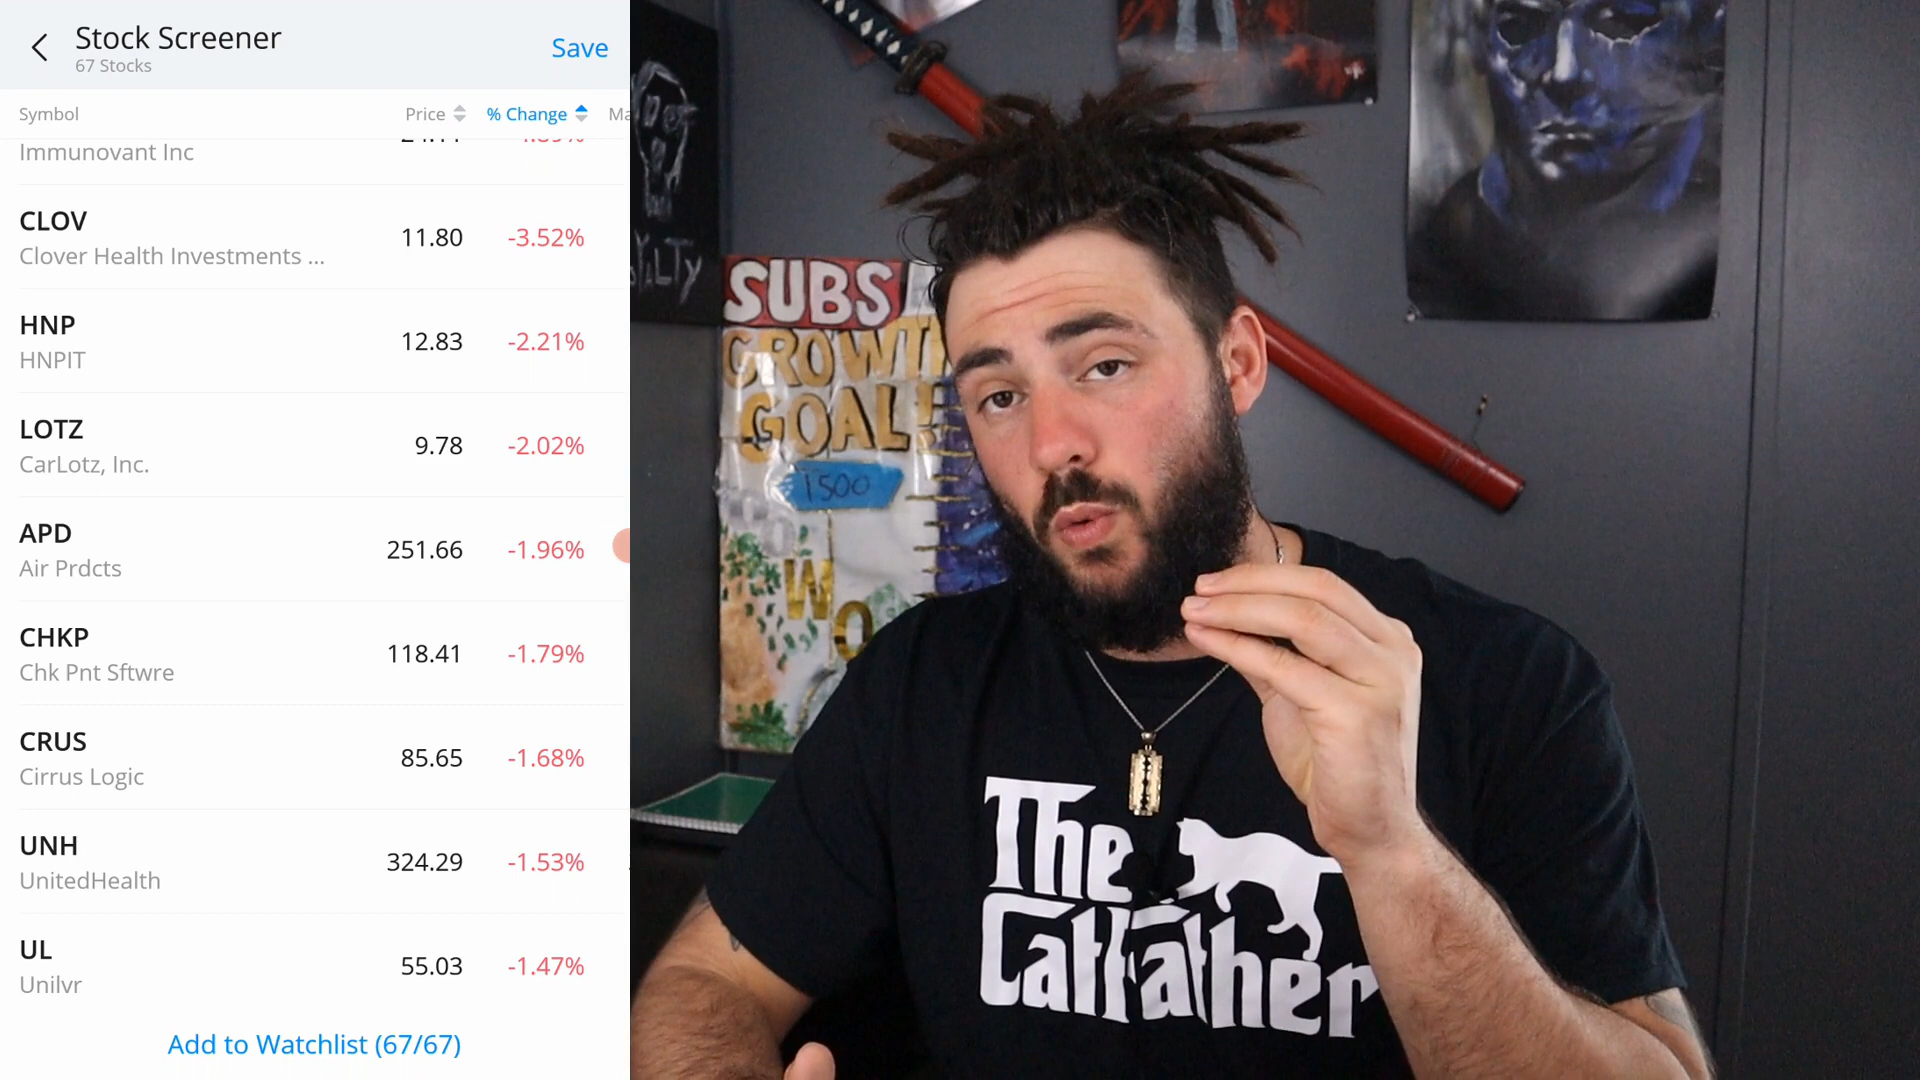 Stock Screener
67 Stocks
Save
Symbol
Price
% Change
Immunovant Inc
CLOV
11.80
-3.52%
Clover Health Investments ...
HNP
12.83
-2.21%
HNPIT
LOTZ
9.78
-2.02%
CarLotz, Inc.
APD
251.66
-1.96%
Air Prdcts
CHKP
118.41
-1.79%
Chk Pnt Sftwre
CRUS
85.65
-1.68%
Cirrus Logic
UNH
324.29
-1.53%
UnitedHealth
UL
55.03
-1.47%
Unilvr
Add to Watchlist (67/67)
SUBS
GROWTH
GOAL!
1500
The
Catfather